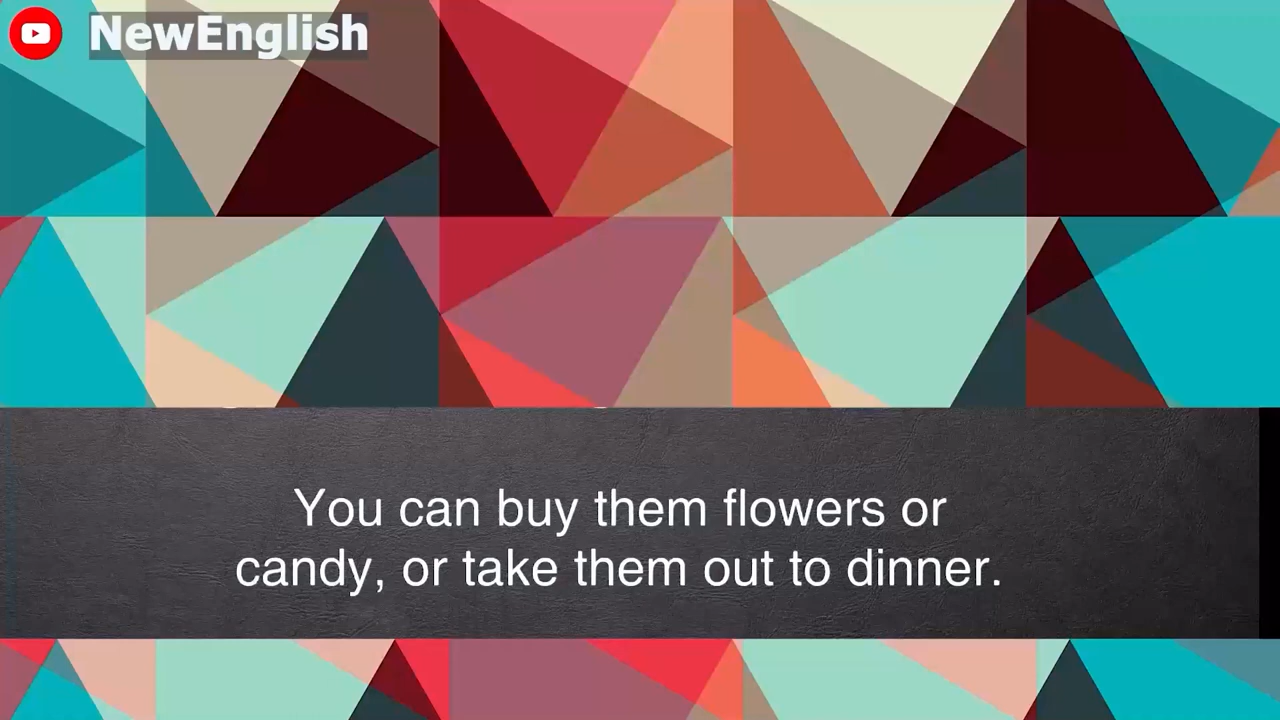 NewEnglish
You can buy them flowers or
candy, or take them out to dinner.